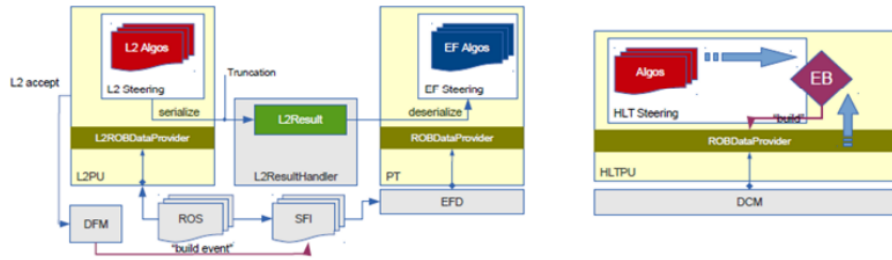 L2 Algos
EF Algos
Algos
EB
L2 accept
Truncation
L2 Steering
EF Steering
serialize
deserialize
HLT Steering
L2Result
"build"
L2ROBDataProvider
ROBDataProvider
ROBDataProvider
L2PU
L2ResultHandler
PT
HLTPU
DFM
ROS
SFI
EFD
DCM
"build event"